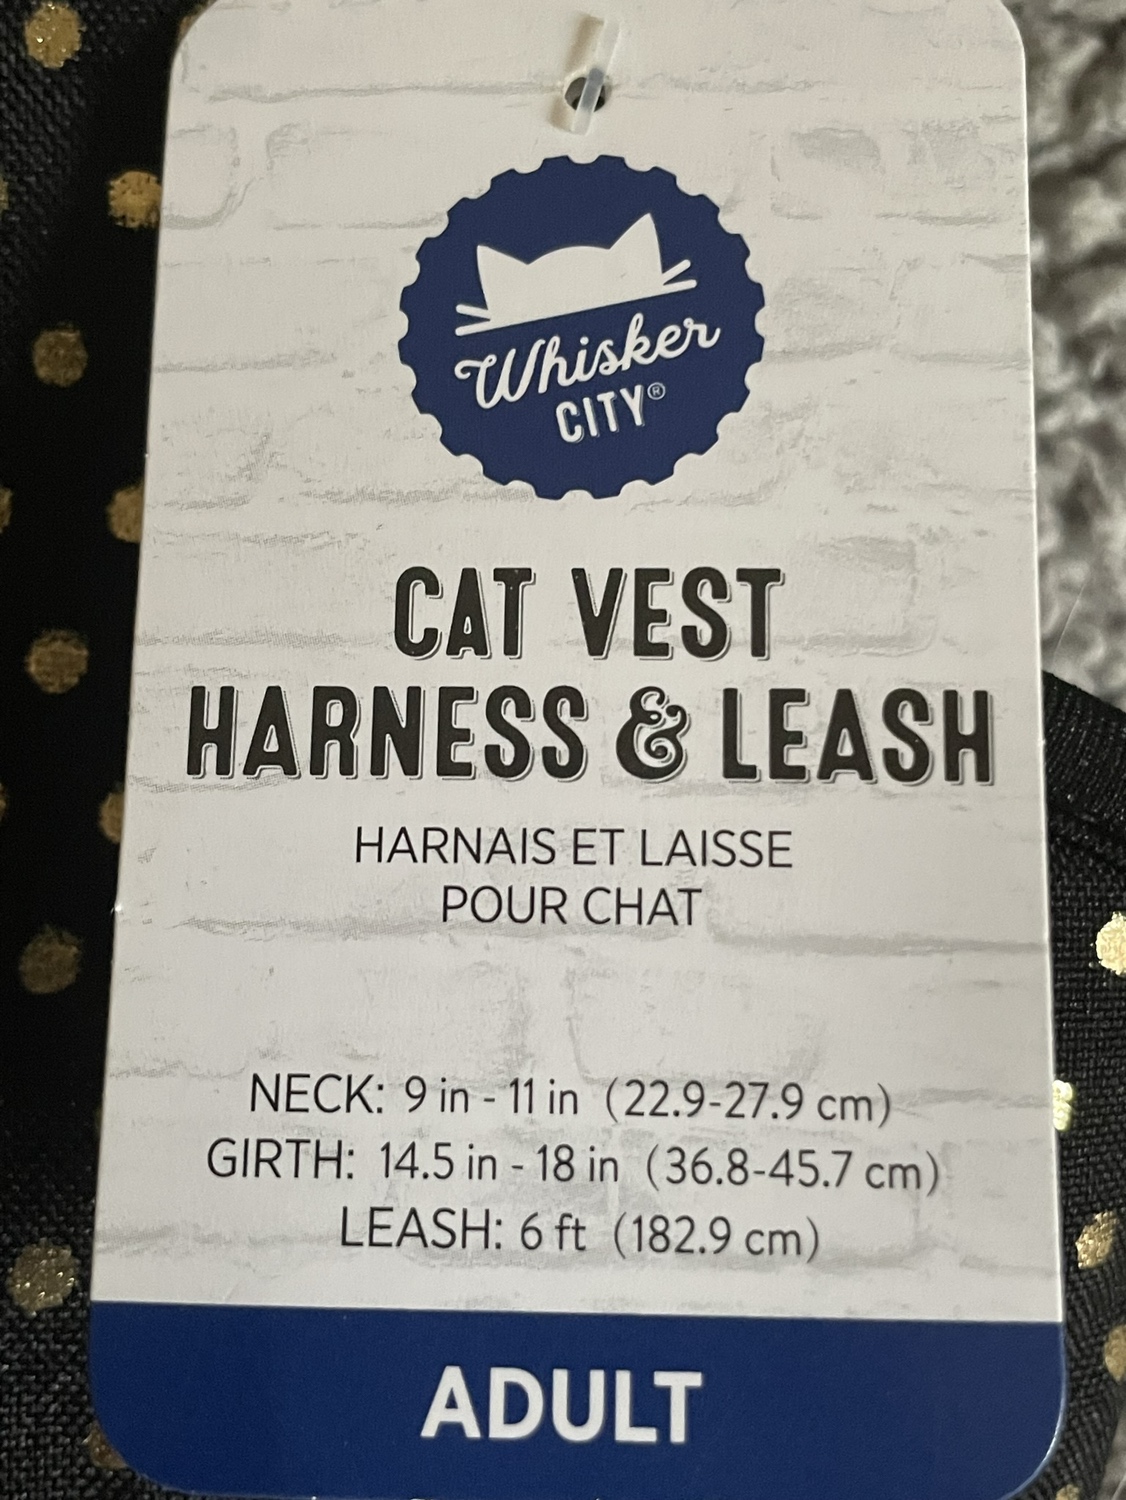 Whisker
CITY®
CAT VEST
HARNESS & LEASH
HARNAIS ET LAISSE
POUR CHAT
NECK: 9 in - 11 in (22.9-27.9 cm)
GIRTH: 14.5 in - 18 in (36.8-45.7 cm)
LEASH: 6 ft (182.9 cm)
ADULT